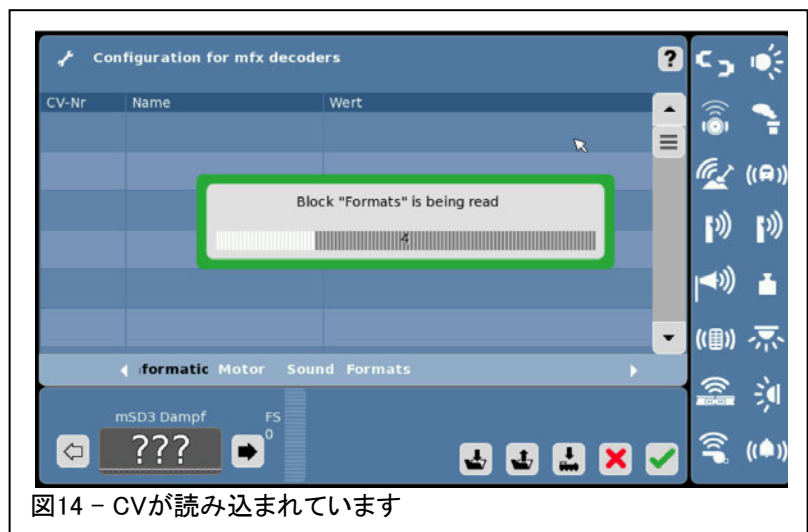 Configuration for mfx decoders
?
CV-Nr Name Wert
Block "Formats" is being read
4
formatic Motor Sound Formats
mSD3 Dampf FS
??? 0
図14 - CVが読み込まれています